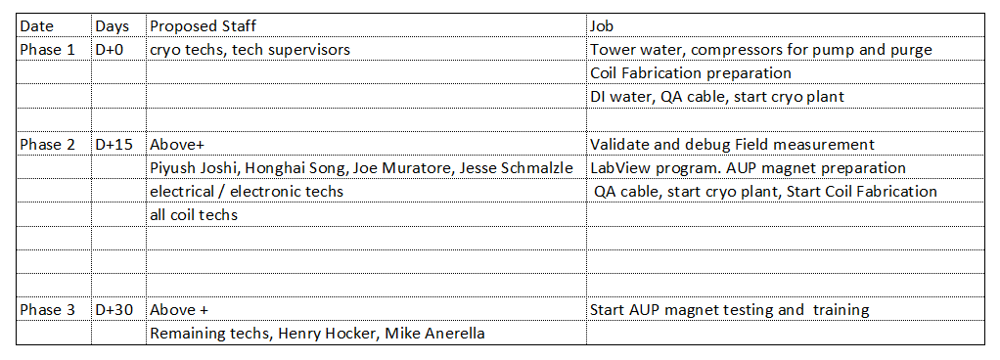 Date Days Proposed Staff Job
Phase 1 D+0 cryo techs, tech supervisors Tower water, compressors for pump and purge
Coil Fabrication preparation
DI water, QA cable, start cryo plant
Phase 2 D+15 Above+ Validate and debug Field measurement
Piyush Joshi, Honghai Song, Joe Muratore, Jesse Schmalzle LabView program. AUP magnet preparation
electrical / electronic techs QA cable, start cryo plant, Start Coil Fabrication
all coil techs
Phase 3 D+30 Above + Start AUP magnet testing and training
Remaining techs, Henry Hocker, Mike Anerella